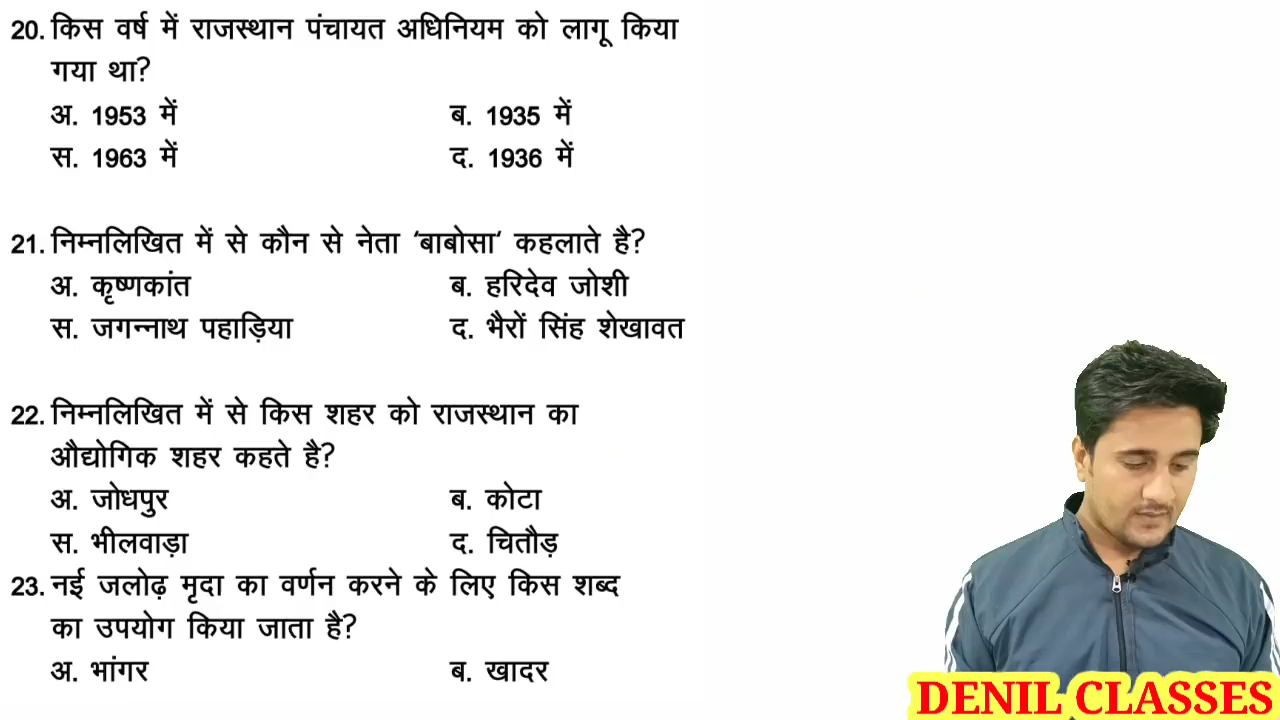 20. किस वर्ष में राजस्थान पंचायत अधिनियम को लागू किया
गया था?
अ. 1953 में ब. 1935 में
स. 1963 में द. 1936 में
21. निम्नलिखित में से कौन से नेता ‘बाबोसा’ कहलाते है?
अ. कृष्णकांत ब. हरिदेव जोशी
स. जगन्नाथ पहाड़िया द. भैरों सिंह शेखावत
22. निम्नलिखित में से किस शहर को राजस्थान का
औद्योगिक शहर कहते है?
अ. जोधपुर ब. कोटा
स. भीलवाड़ा द. चितौड़
23. नई जलोढ़ मृदा का वर्णन करने के लिए किस शब्द
का उपयोग किया जाता है?
अ. भांगर ब. खादर
DENIL CLASSES